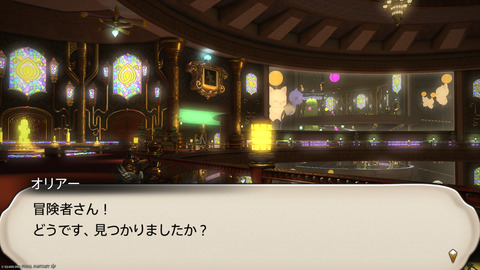 オリアー
冒険者さん！
どうです、見つかりましたか？